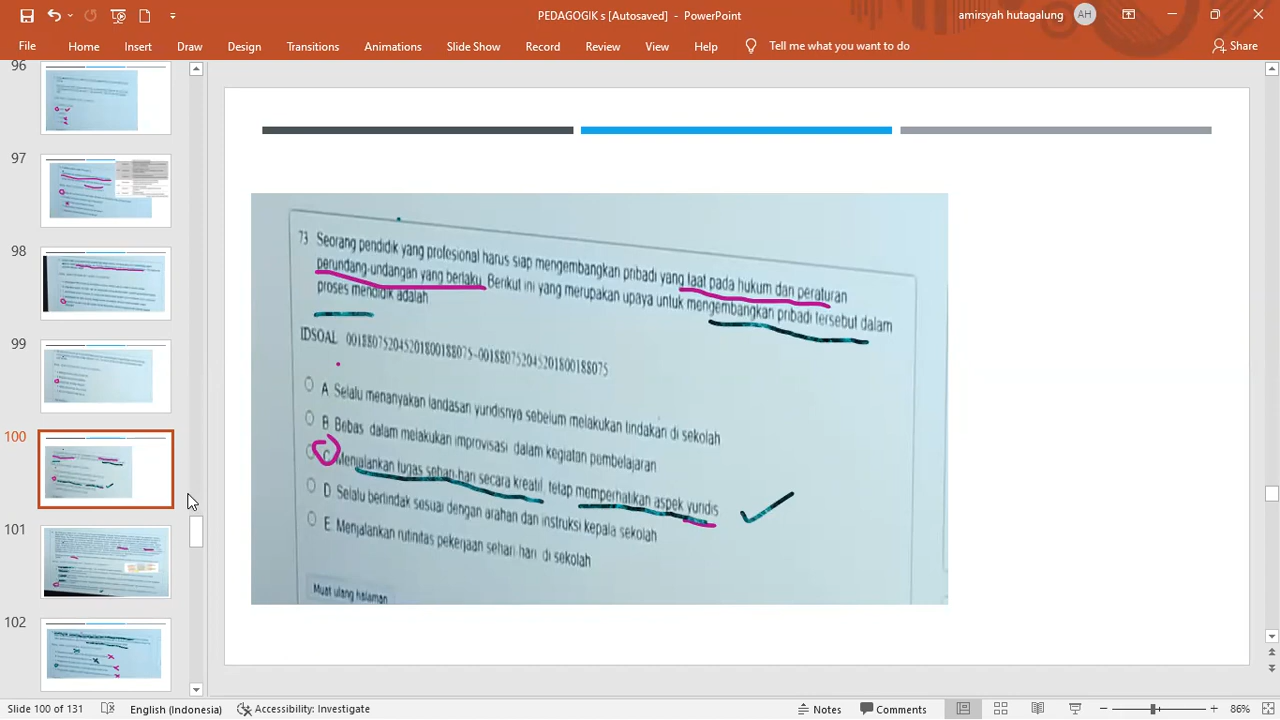 PEDAGOGIK s [Autosaved] - PowerPoint
amirsyah hutagalung
AH
File Home Insert Draw Design Transitions Animations Slide Show Record Review View Help Tell me what you want to do
Share
96
97
98
99
100
101
102
73 Seorang pendidik yang profesional harus siap mengembangkan pribadi yang taat pada hukum dan peraturan
perundang-undangan yang berlaku. Berikut ini yang merupakan upaya untuk mengembangkan pribadi tersebut dalam
proses mendidik adalah
IDSOAL 001880752045201800188075~001880752045201800188075
A Selalu menanyakan landasan yuridisnya sebelum melakukan tindakan di sekolah
B Bebas dalam melakukan improvisasi dalam kegiatan pembelajaran
C Menjalankan tugas sehari-hari secara kreatif, tetap memperhatikan aspek yuridis
D Selalu bertindak sesuai dengan arahan dan instruksi kepala sekolah
E Menjalankan rutinitas pekerjaan sehari hari di sekolah
Muat ulang halaman
Slide 100 of 131
English (Indonesia)
Accessibility: Investigate
Notes
Comments
86%